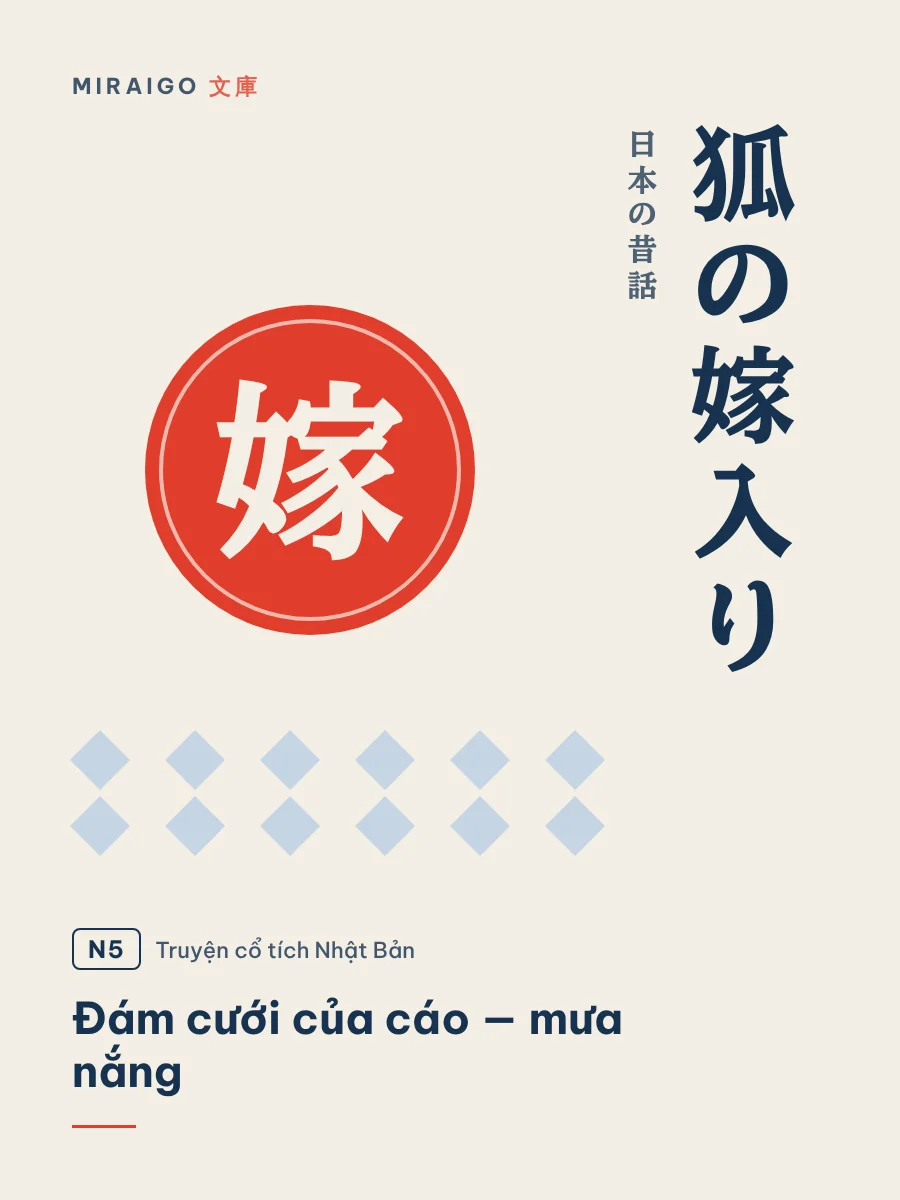 MIRAIGO 文庫
狐の嫁入り
日本の昔話
嫁
N5 Truyện cổ tích Nhật Bản
Đám cưới của cáo — mưa
nắng